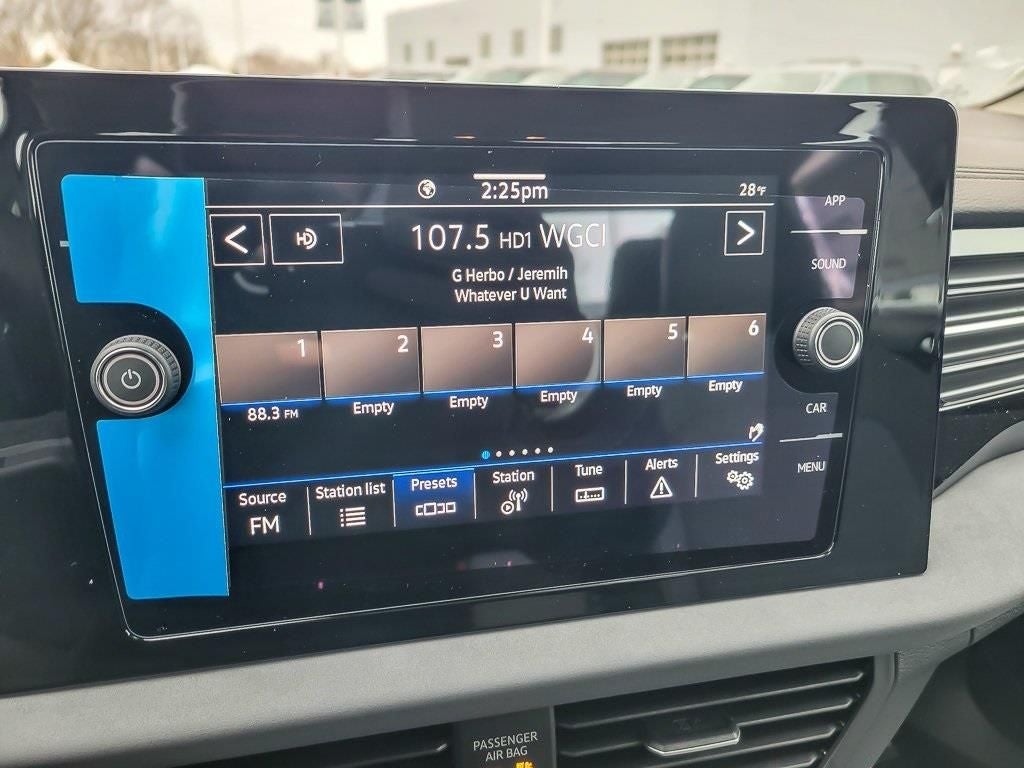 2:25pm 28°F
HD 107.5 HD1 WGCI
G Herbo / Jeremih
Whatever U Want
1 2 3 4 5 6
88.3 FM Empty Empty Empty Empty Empty
Source Station list Presets Station Tune Alerts Settings
FM
APP
SOUND
CAR
MENU
PASSENGER
AIR BAG